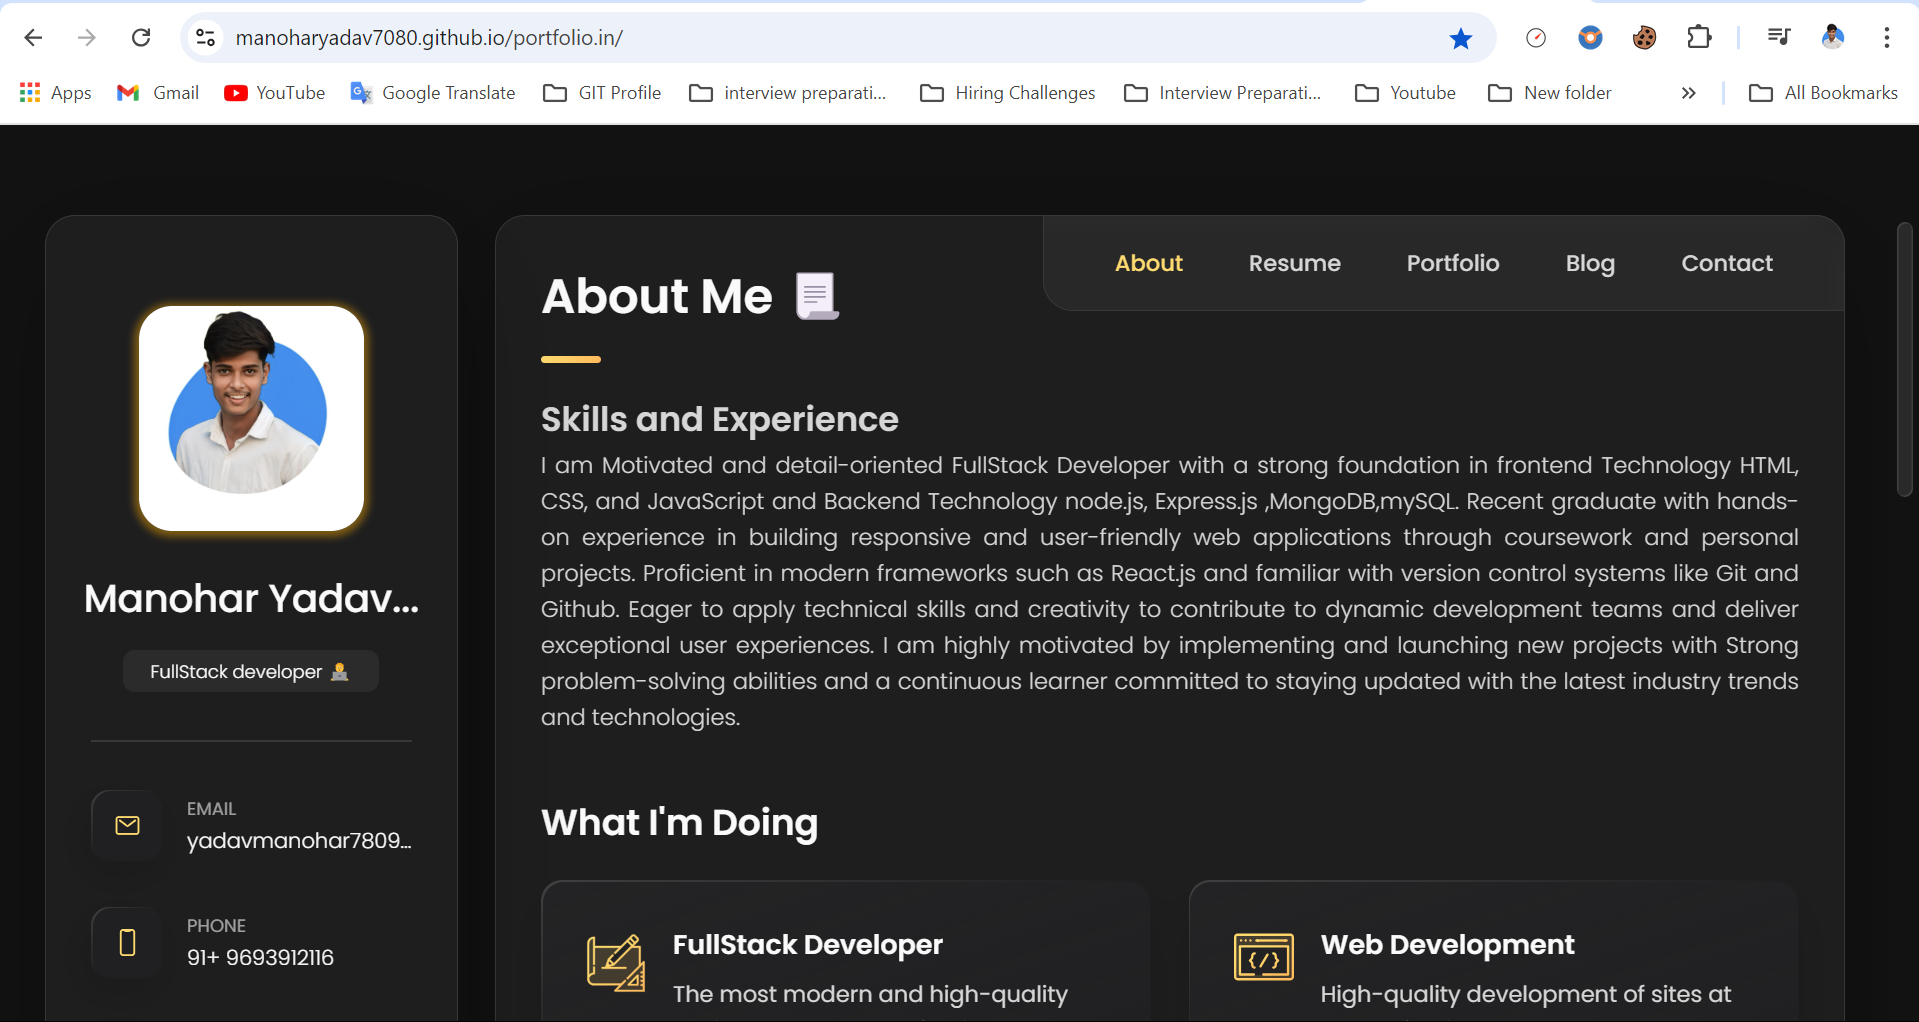 manoharyadav7080.github.io/portfolio.in/
Apps Gmail YouTube Google Translate GIT Profile interview preparati... Hiring Challenges Interview Preparati... Youtube New folder All Bookmarks
About Resume Portfolio Blog Contact
Manohar Yadav...
FullStack developer
EMAIL
yadavmanohar7809...
PHONE
91+ 9693912116
About Me
Skills and Experience
I am Motivated and detail-oriented FullStack Developer with a strong foundation in frontend Technology HTML,
CSS, and JavaScript and Backend Technology node.js, Express.js ,MongoDB,mySQL. Recent graduate with hands-
on experience in building responsive and user-friendly web applications through coursework and personal
projects. Proficient in modern frameworks such as React.js and familiar with version control systems like Git and
Github. Eager to apply technical skills and creativity to contribute to dynamic development teams and deliver
exceptional user experiences. I am highly motivated by implementing and launching new projects with Strong
problem-solving abilities and a continuous learner committed to staying updated with the latest industry trends
and technologies.
What I'm Doing
FullStack Developer
The most modern and high-quality
Web Development
High-quality development of sites at